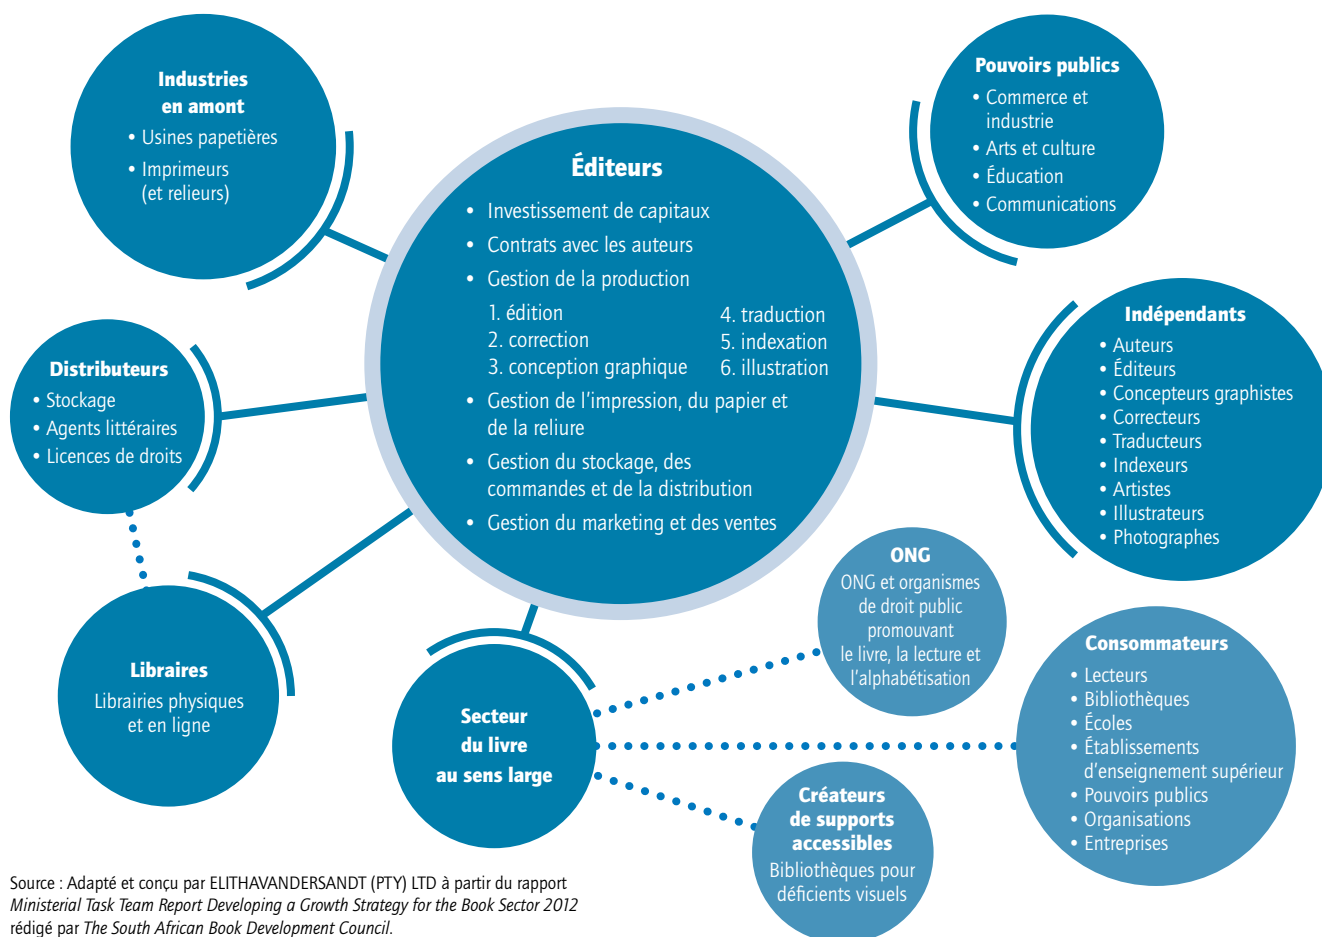 Industries
en amont
• Usines papetières
• Imprimeurs
(et relieurs)
Pouvoirs publics
• Commerce et
industrie
• Arts et culture
• Éducation
• Communications
Éditeurs
• Investissement de capitaux
• Contrats avec les auteurs
• Gestion de la production
1. édition
2. correction
3. conception graphique
4. traduction
5. indexation
6. illustration
• Gestion de l'impression, du papier et
de la reliure
• Gestion du stockage, des
commandes et de la distribution
• Gestion du marketing et des ventes
Indépendants
• Auteurs
• Éditeurs
• Concepteurs graphistes
• Correcteurs
• Traducteurs
• Indexeurs
• Artistes
• Illustrateurs
• Photographes
Distributeurs
• Stockage
• Agents littéraires
• Licences de droits
Libraires
Librairies physiques
et en ligne
Secteur
du livre
au sens large
ONG
ONG et organismes
de droit public
promouvant
le livre, la lecture et
l'alphabétisation
Consommateurs
• Lecteurs
• Bibliothèques
• Écoles
• Établissements
d'enseignement supérieur
• Pouvoirs publics
• Organisations
• Entreprises
Créateurs
de supports
accessibles
Bibliothèques pour
déficients visuels
Source : Adapté et conçu par ELITHAVANDERSANDT (PTY) LTD à partir du rapport
Ministerial Task Team Report Developing a Growth Strategy for the Book Sector 2012
rédigé par The South African Book Development Council.